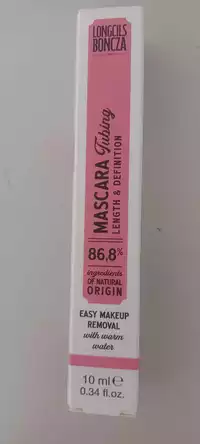 LONGCILS
BONCZA
MASCARA Tubing
LENGTH & DEFINITION
86,8%
ingredients
OF NATURAL
ORIGIN
EASY MAKEUP
REMOVAL
with warm
water
10 ml ℮
0.34 fl.oz.